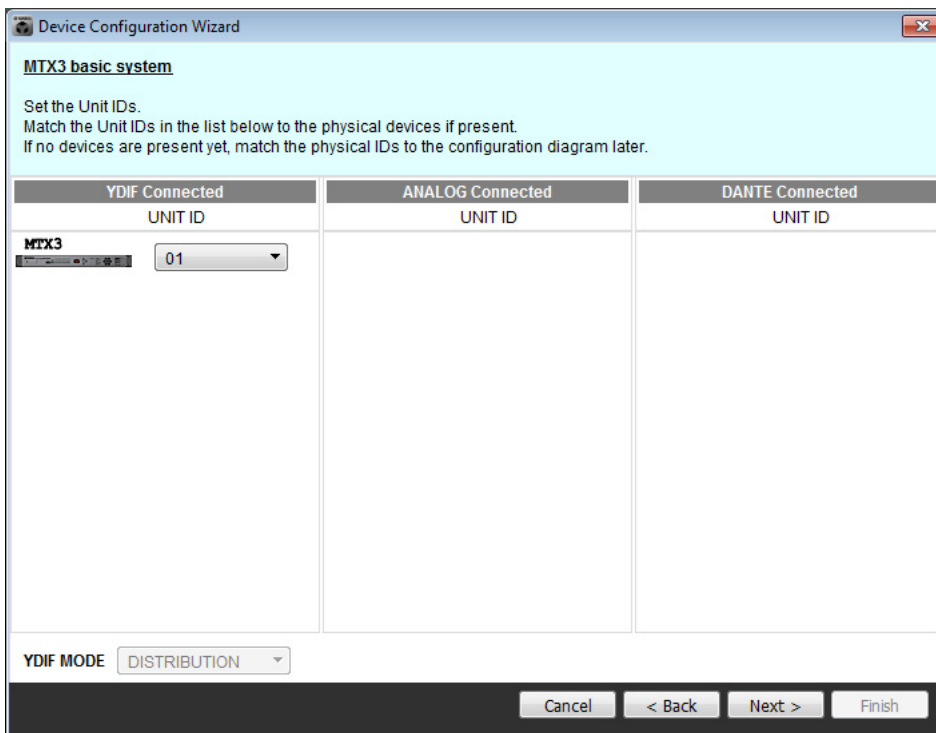 Device Configuration Wizard
MTX3 basic system
Set the Unit IDs.
Match the Unit IDs in the list below to the physical devices if present.
If no devices are present yet, match the physical IDs to the configuration diagram later.
YDIF Connected
ANALOG Connected
DANTE Connected
UNIT ID
UNIT ID
UNIT ID
MTX3
01
YDIF MODE
DISTRIBUTION
Cancel
< Back
Next >
Finish